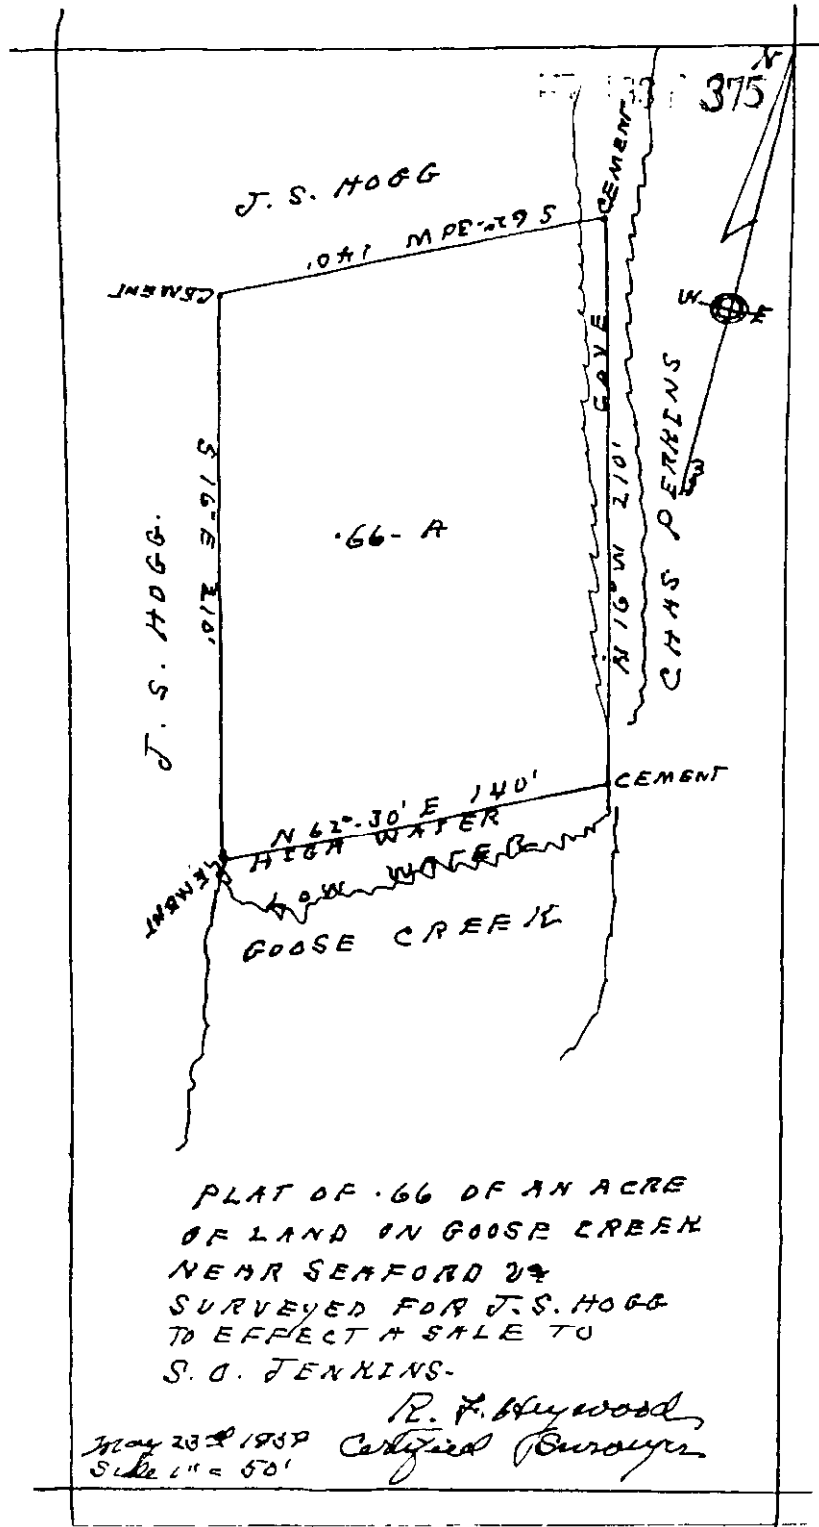 N
375
J. S. HOGG
CEMENT
S 62°-30 W 140'
CEMENT
W E
S
COVE
N 16° W 210'
CHAS PERKINS
S 16° E 210'
J. S. HOGG.
.66- A
N 62°-30' E 140'
CEMENT
HIGH WATER
LOW WATER
CEMENT
GOOSE CREEK
PLAT OF .66 OF AN ACRE
OF LAND ON GOOSE CREEK
NEAR SEAFORD Va
SURVEYED FOR J.S. HOGG
TO EFFECT A SALE TO
S. O. JENKINS-
R. F. Heywood
Certified Surveyor
May 23rd
Scale 1" = 50'